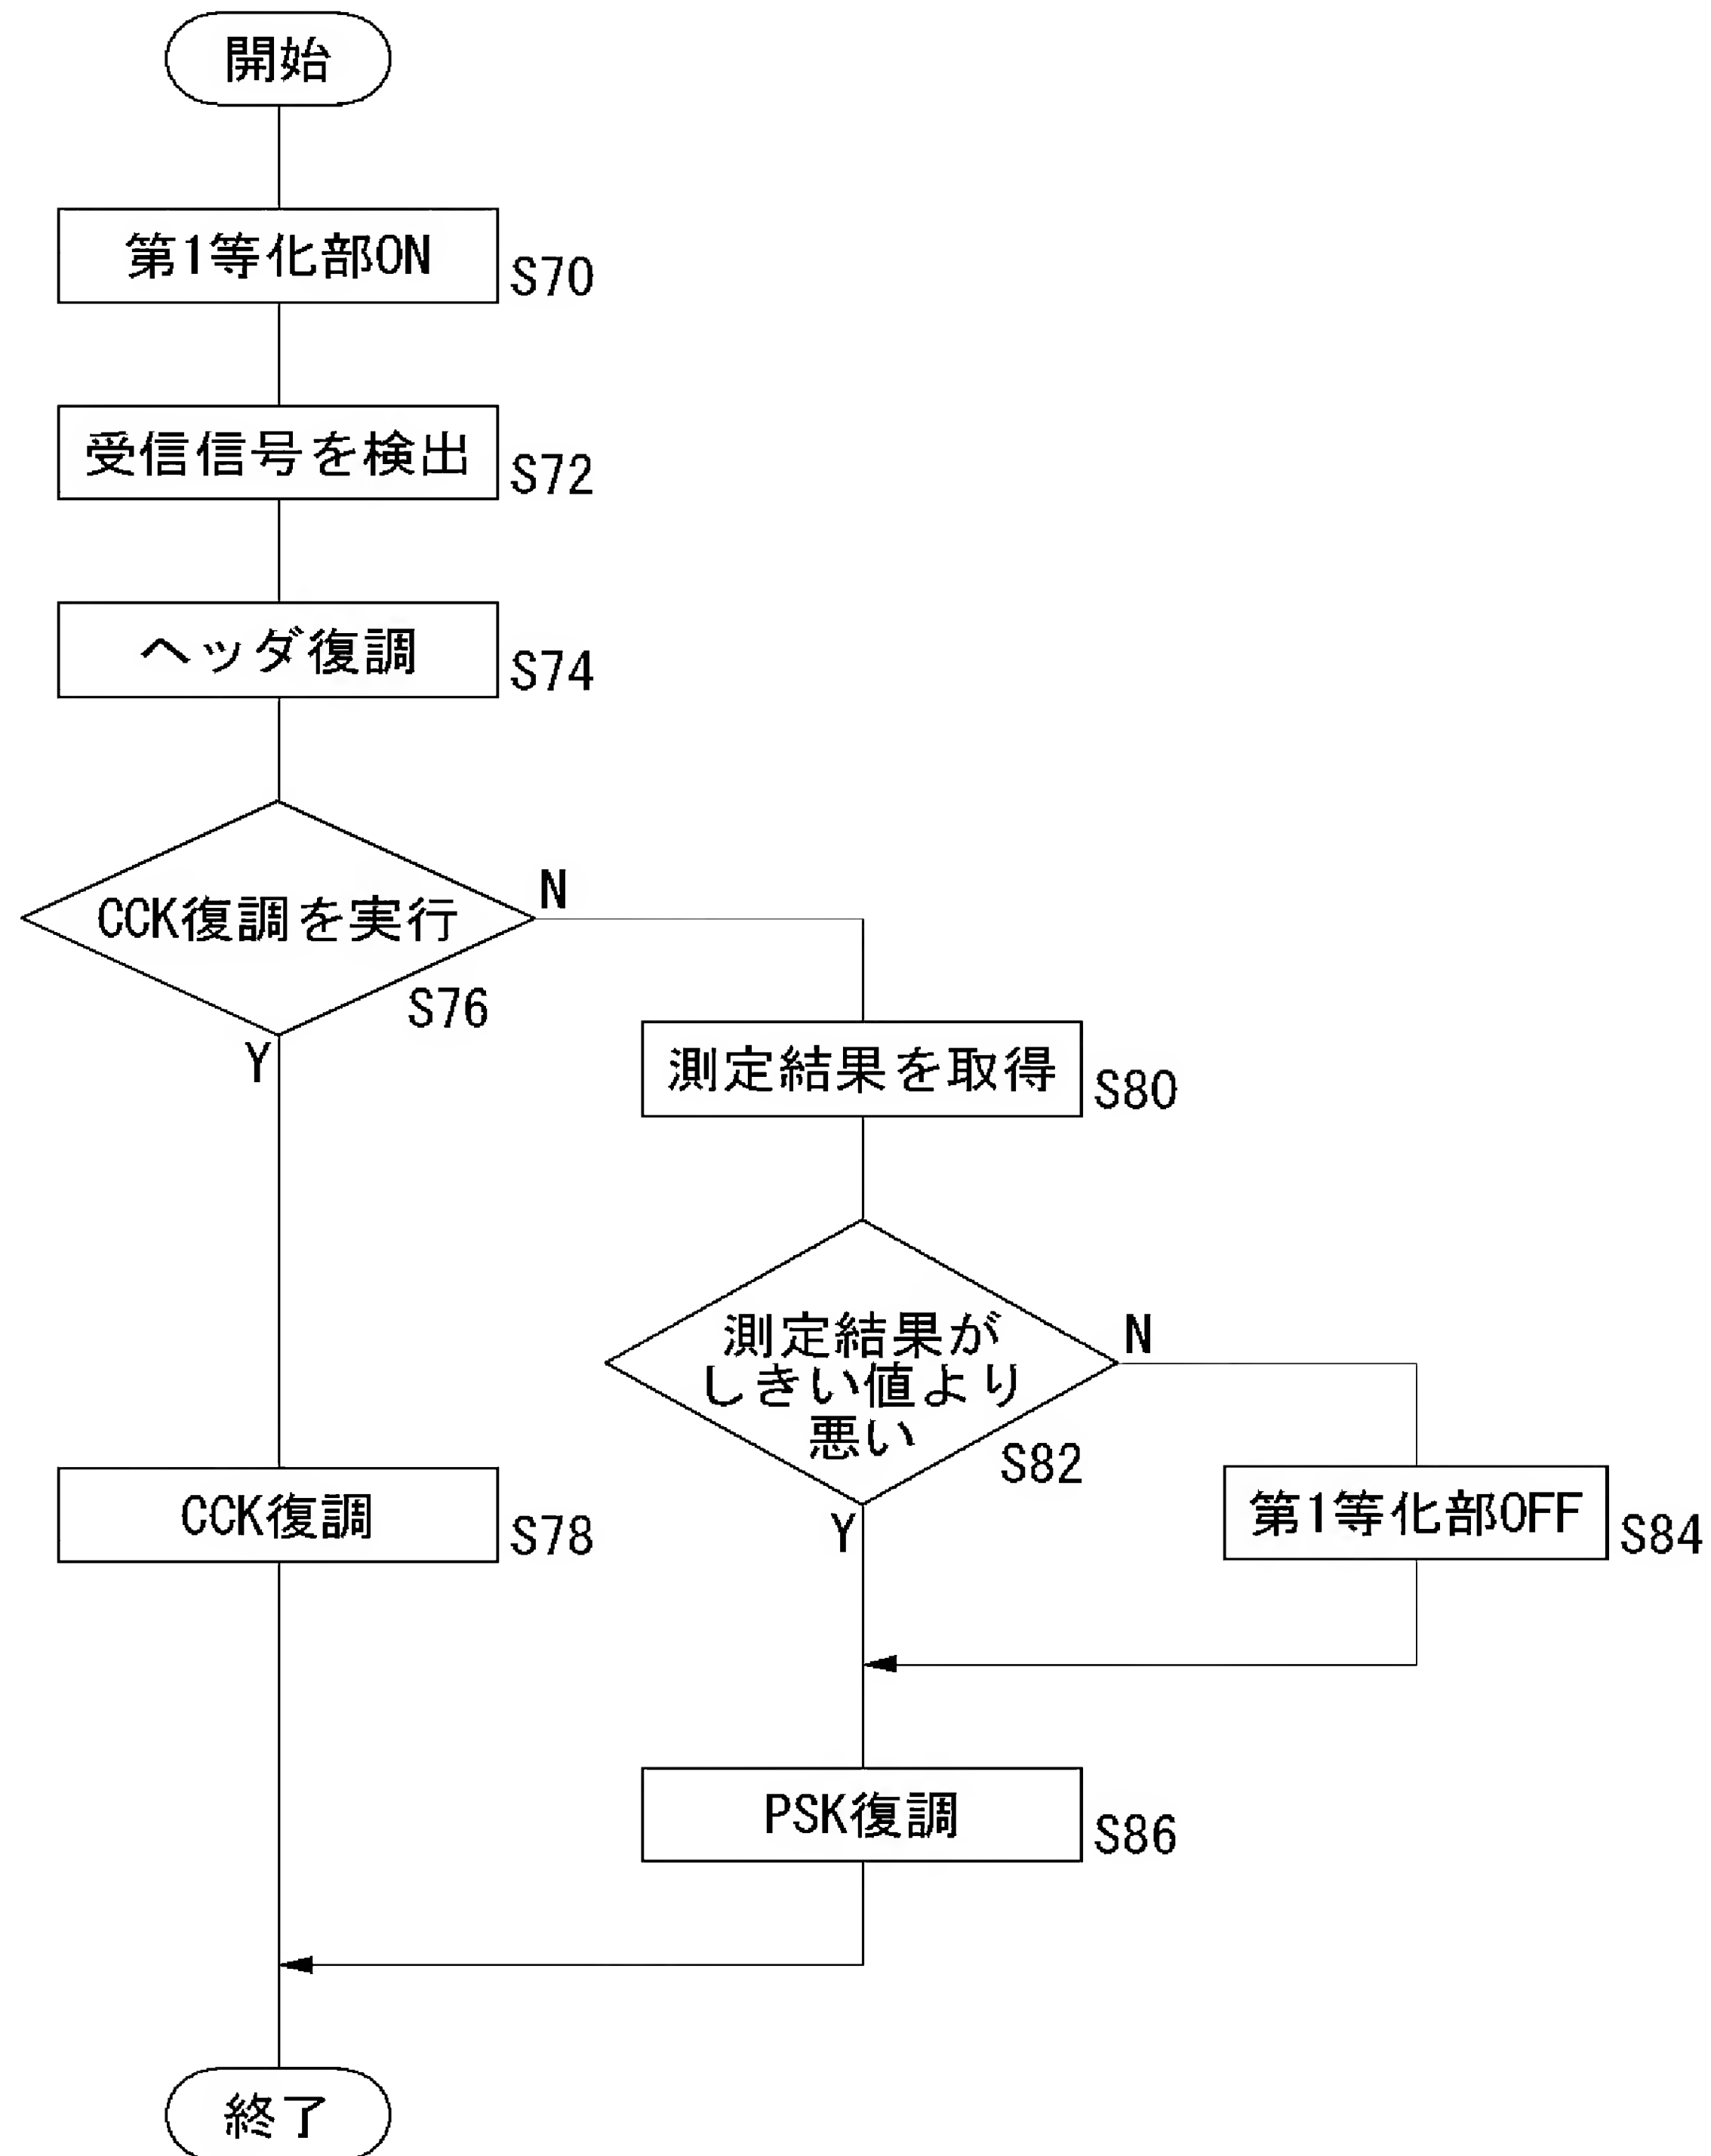 開始
第1等化部ON
S70
受信信号を検出
S72
ヘッダ復調
S74
CCK復調を実行
N
S76
Y
測定結果を取得
S80
測定結果が
しきい値より
悪い
N
S82
Y
CCK復調
S78
第1等化部OFF
S84
PSK復調
S86
終了